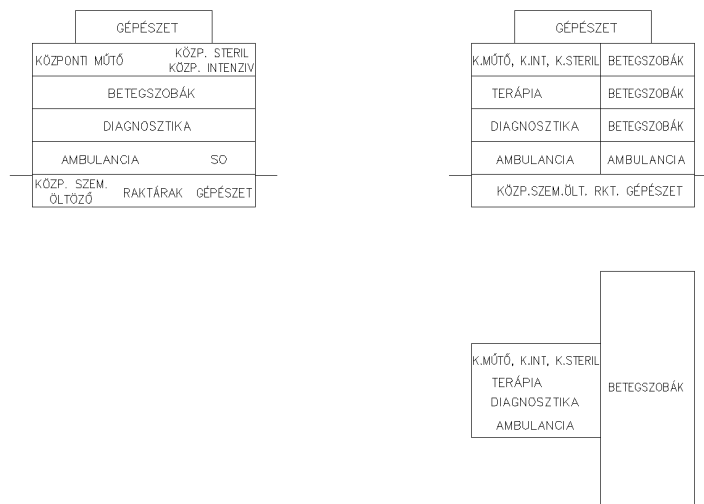 GÉPÉSZET
KÖZPONTI MŰTŐ
KÖZP. STERIL
KÖZP. INTENZIV
BETEGSZOBÁK
DIAGNOSZTIKA
AMBULANCIA SO
KÖZP. SZEM.
ÖLTÖZŐ
RAKTÁRAK GÉPÉSZET
GÉPÉSZET
K.MŰTŐ, K.INT, K.STERIL BETEGSZOBÁK
TERÁPIA BETEGSZOBÁK
DIAGNOSZTIKA BETEGSZOBÁK
AMBULANCIA AMBULANCIA
KÖZP.SZEM.ÖLT. RKT. GÉPÉSZET
K.MŰTŐ, K.INT, K.STERIL
TERÁPIA
DIAGNOSZTIKA
AMBULANCIA
BETEGSZOBÁK